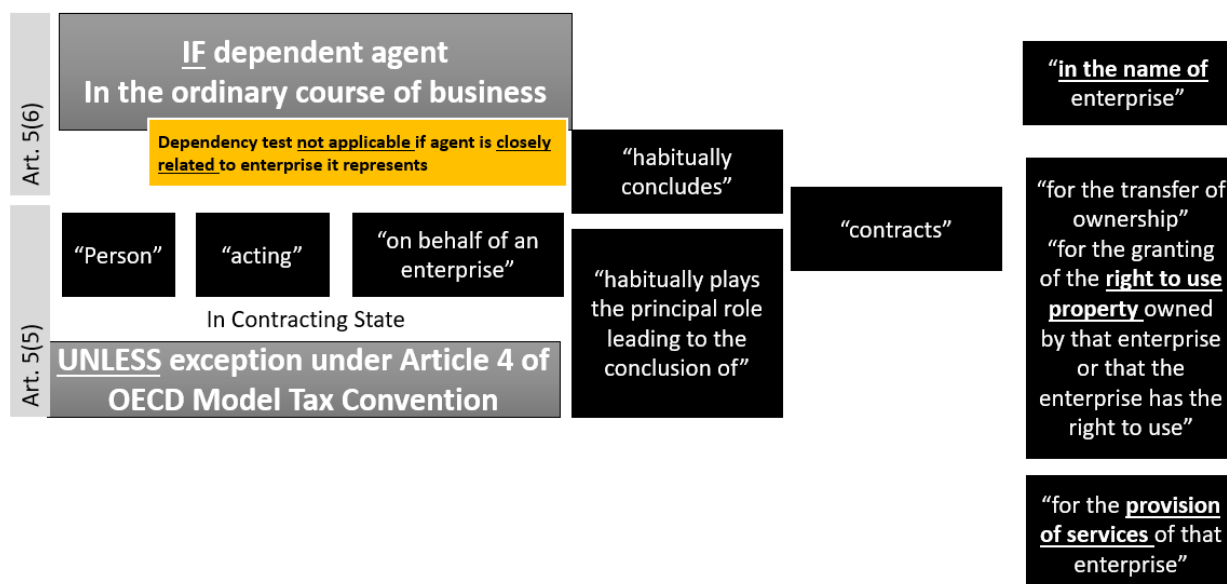 Art. 5(6)
IF dependent agent
In the ordinary course of business
Dependency test not applicable if agent is closely
related to enterprise it represents
Art. 5(5)
“Person”
“acting”
“on behalf of an
enterprise”
In Contracting State
UNLESS exception under Article 4 of
OECD Model Tax Convention
“habitually
concludes”
“habitually plays
the principal role
leading to the
conclusion of”
“contracts”
“in the name of
enterprise”
“for the transfer of
ownership”
“for the granting
of the right to use
property owned
by that enterprise
or that the
enterprise has the
right to use”
“for the provision
of services of that
enterprise”